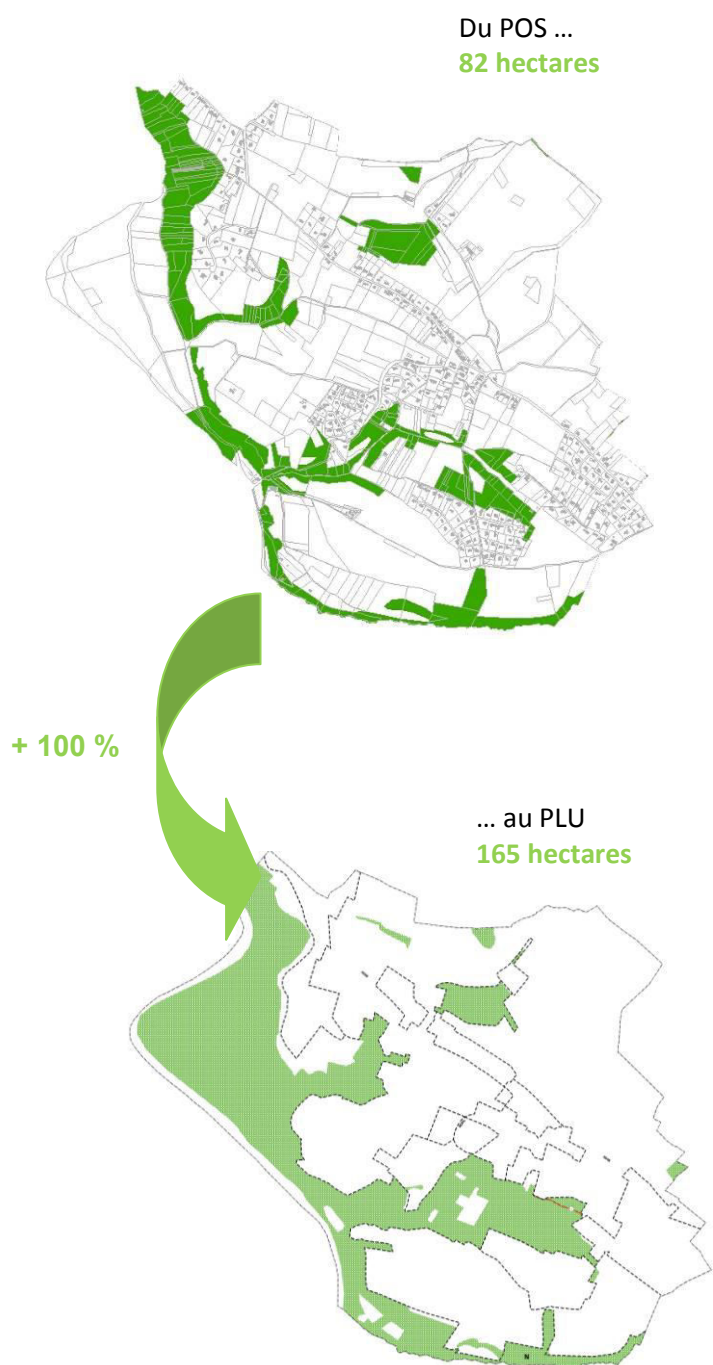 Du POS ...
82 hectares
+ 100 %
... au PLU
165 hectares
N